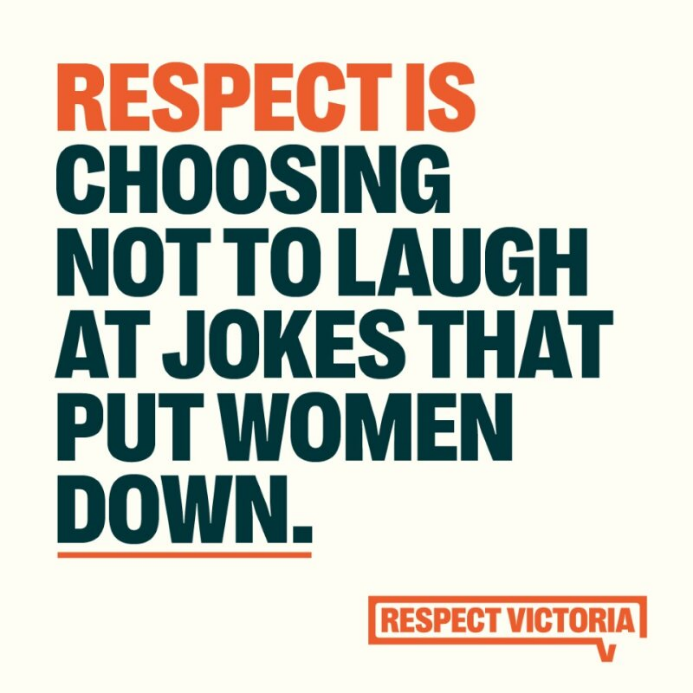 RESPECT IS
CHOOSING
NOT TO LAUGH
AT JOKES THAT
PUT WOMEN
DOWN.
RESPECT VICTORIA
V